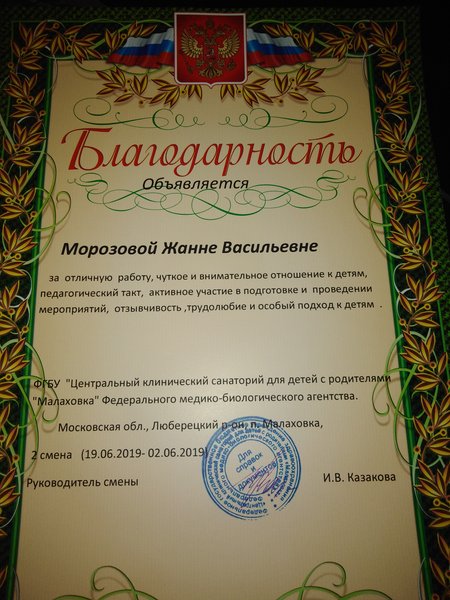 Благодарность
Объявляется
Морозовой Жанне Васильевне
за отличную работу, чуткое и внимательное отношение к детям,
педагогический такт, активное участие в подготовке и проведении
мероприятий, отзывчивость ,трудолюбие и особый подход к детям .
ФГБУ "Центральный клинический санаторий для детей с родителями
"Малаховка" Федерального медико-биологического агентства.
Московская обл., Люберецкий р-он, п. Малаховка,
2 смена (19.06.2019- 02.06.2019)
Для
справок
и
документов
Руководитель смены И.В. Казакова